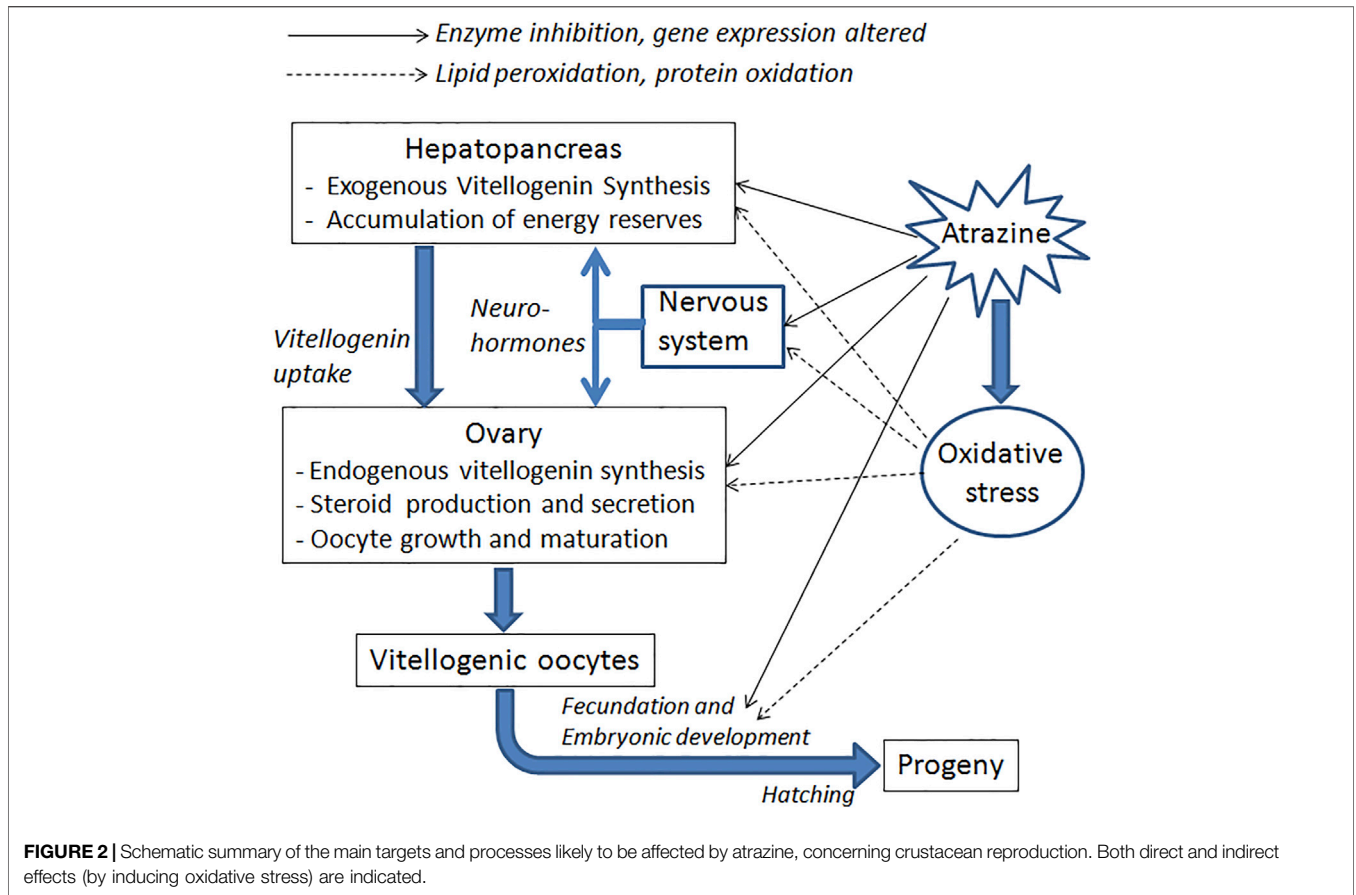 Enzyme inhibition, gene expression altered
Lipid peroxidation, protein oxidation
Hepatopancreas
- Exogenous Vitellogenin Synthesis
- Accumulation of energy reserves
Atrazine
Neuro-
hormones
Nervous
system
Vitellogenin
uptake
Ovary
- Endogenous vitellogenin synthesis
- Steroid production and secretion
- Oocyte growth and maturation
Oxidative
stress
Vitellogenic oocytes
Fecundation and
Embryonic development
Progeny
Hatching
FIGURE 2 | Schematic summary of the main targets and processes likely to be affected by atrazine, concerning crustacean reproduction. Both direct and indirect
effects (by inducing oxidative stress) are indicated.